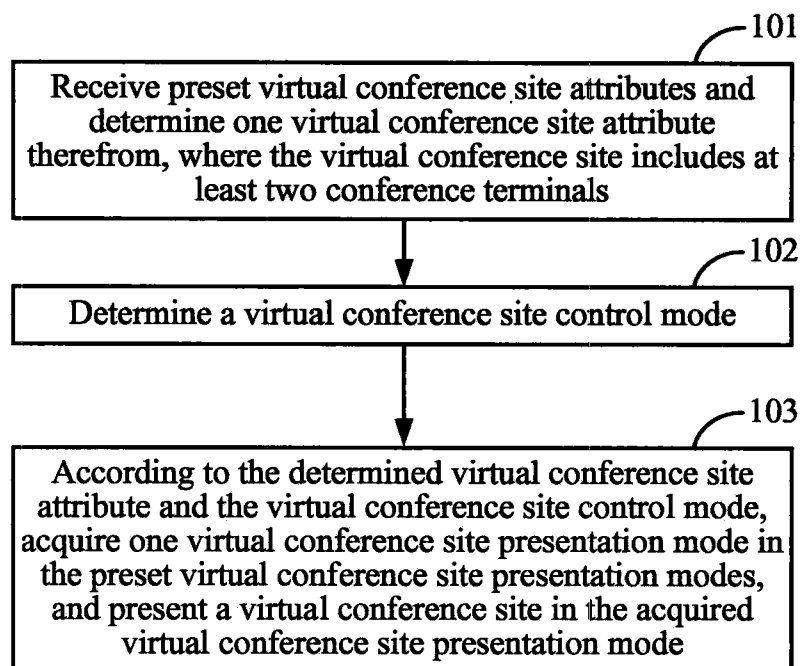 101
Receive preset virtual conference site attributes and
determine one virtual conference site attribute
therefrom, where the virtual conference site includes at
least two conference terminals
102
Determine a virtual conference site control mode
103
According to the determined virtual conference site
attribute and the virtual conference site control mode,
acquire one virtual conference site presentation mode in
the preset virtual conference site presentation modes,
and present a virtual conference site in the acquired
virtual conference site presentation mode